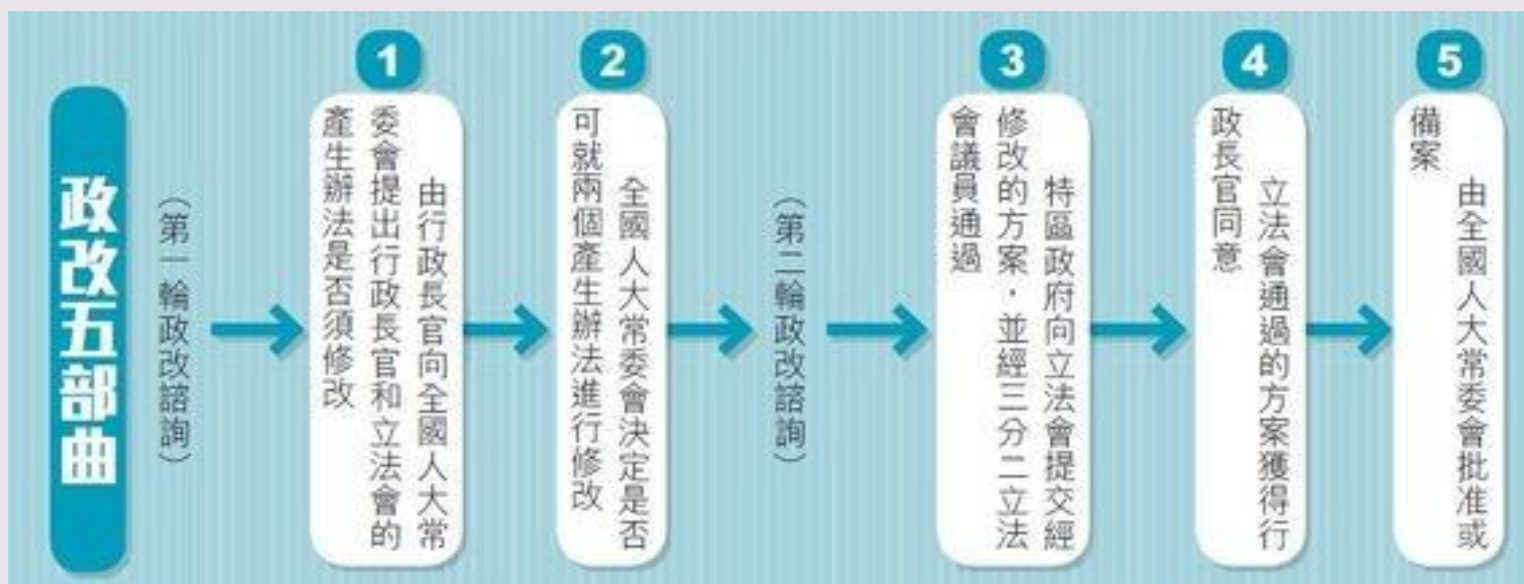 政改五部曲
（第一輪政改諮詢）
1
由行政長官向全國人大常
委會提出行政長官和立法會的
產生辦法是否須修改
2
全國人大常委會決定是否
可就兩個產生辦法進行修改
（第二輪政改諮詢）
3
特區政府向立法會提交經
修改的方案，並經三分二立法
會議員通過
4
立法會通過的方案獲得行
政長官同意
5
由全國人大常委會批准或
備案